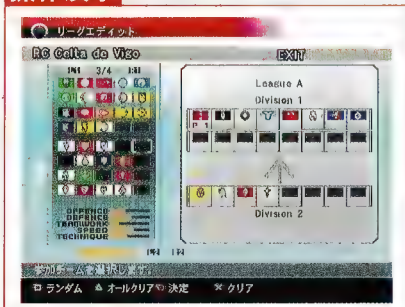 リーグエディット
RC Celta de Vigo
EXIT
3/4
League A
Division 1
P 1
Division 2
OFFENCE
DEFENCE
TEAMWORK
SPEED
TECHNIQUE
参加チームを選択します
□ ランダム △ オールクリア ○ 決定 × クリア